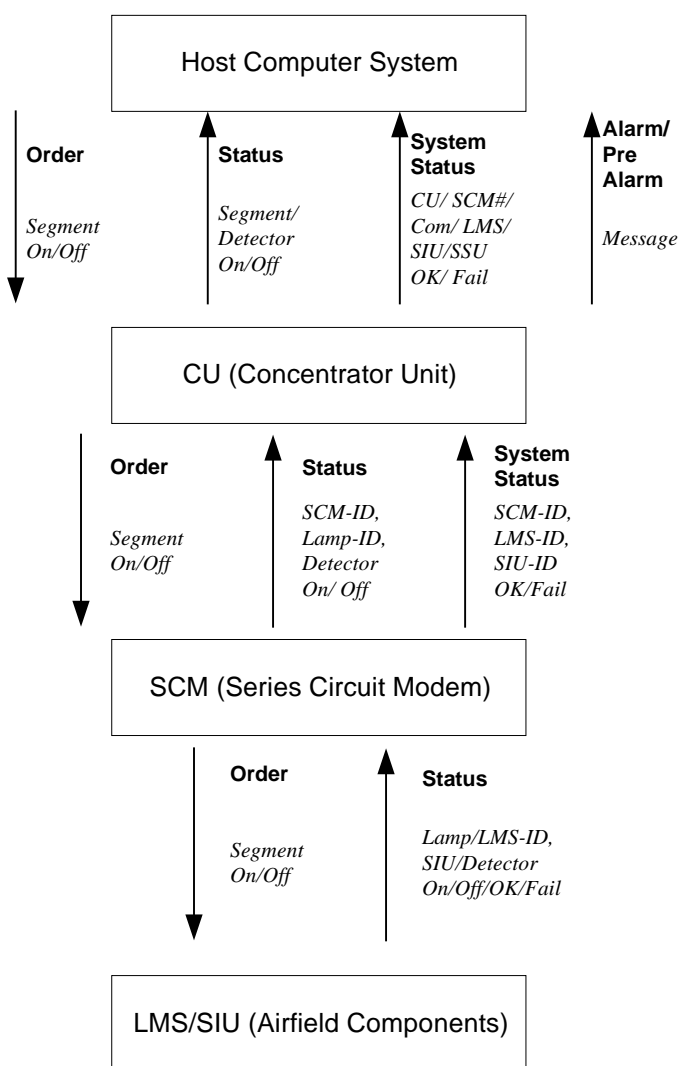 Host Computer System
Order
Segment
On/Off
Status
Segment/
Detector
On/Off
System
Status
CU/ SCM#/
Com/ LMS/
SIU/SSU
OK/ Fail
Alarm/
Pre
Alarm
Message
CU (Concentrator Unit)
Order
Segment
On/Off
Status
SCM-ID,
Lamp-ID,
Detector
On/ Off
System
Status
SCM-ID,
LMS-ID,
SIU-ID
OK/Fail
SCM (Series Circuit Modem)
Order
Segment
On/Off
Status
Lamp/LMS-ID,
SIU/Detector
On/Off/OK/Fail
LMS/SIU (Airfield Components)